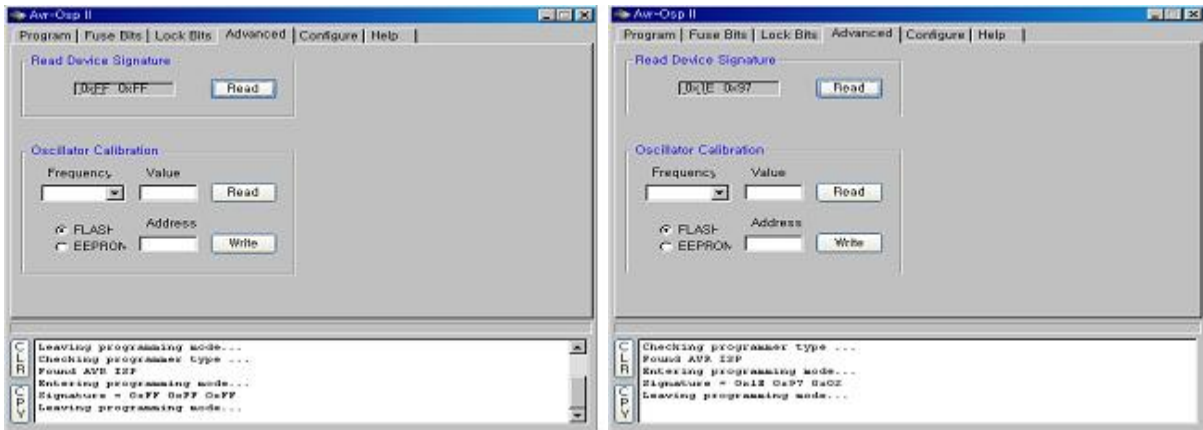 Avr-Osp II
Program | Fuse Bits | Lock Bits | Advanced | Configure | Help |
Read Device Signature
0xFF 0xFF
Read
Oscillator Calibration
Frequency
Value
Read
FLASH
EEPROM
Address
Write
CLR
CPY
Leaving programming mode...
Checking programmer type ...
Found AVR ISP
Entering programming mode...
Signature = 0xFF 0xFF 0xFF
Leaving programming mode...
Avr-Osp II
Program | Fuse Bits | Lock Bits | Advanced | Configure | Help |
Read Device Signature
0x1E 0x97
Read
Oscillator Calibration
Frequency
Value
Read
FLASH
EEPROM
Address
Write
CLR
CPY
Checking programmer type ...
Found AVR ISP
Entering programming mode...
Signature = 0x1E 0x97 0x02
Leaving programming mode...